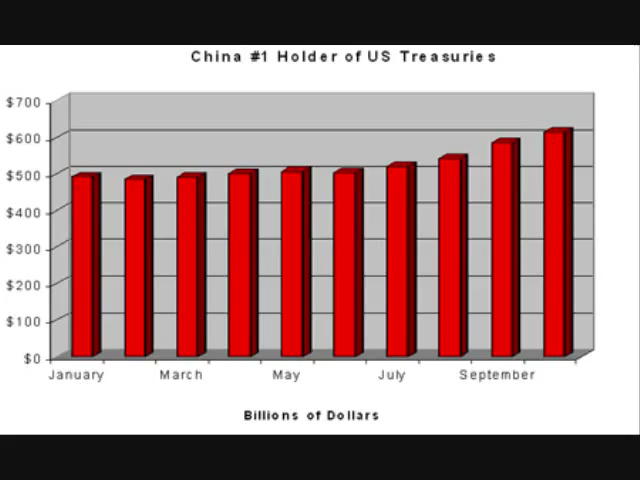 China #1 Holder of US Treasuries
$700
$600
$500
$400
$300
$200
$100
$0
January March May July September
Billions of Dollars